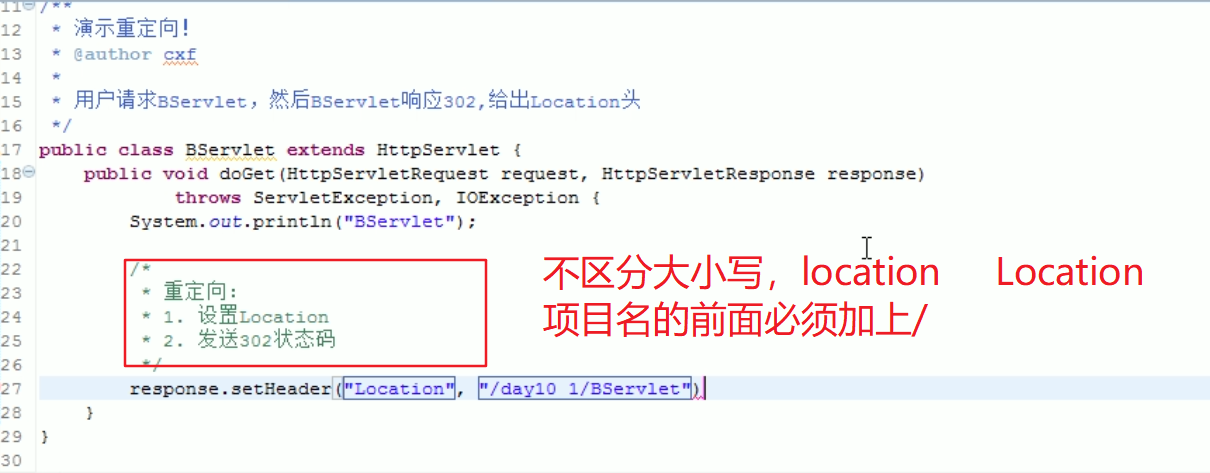 11 /**
12 * 演示重定向!
13 * @author cxf
14 *
15 * 用户请求BServlet，然后BServlet响应302,给出Location头
16 */
17 public class BServlet extends HttpServlet {
18 public void doGet(HttpServletRequest request, HttpServletResponse response)
19 throws ServletException, IOException {
20 System.out.println("BServlet");
21
22 /*
23 * 重定向:
24 * 1. 设置Location
25 * 2. 发送302状态码
26 */
不区分大小写，location Location
项目名的前面必须加上/
27 response.setHeader("Location", "/day10_1/BServlet")
28 }
29 }
30